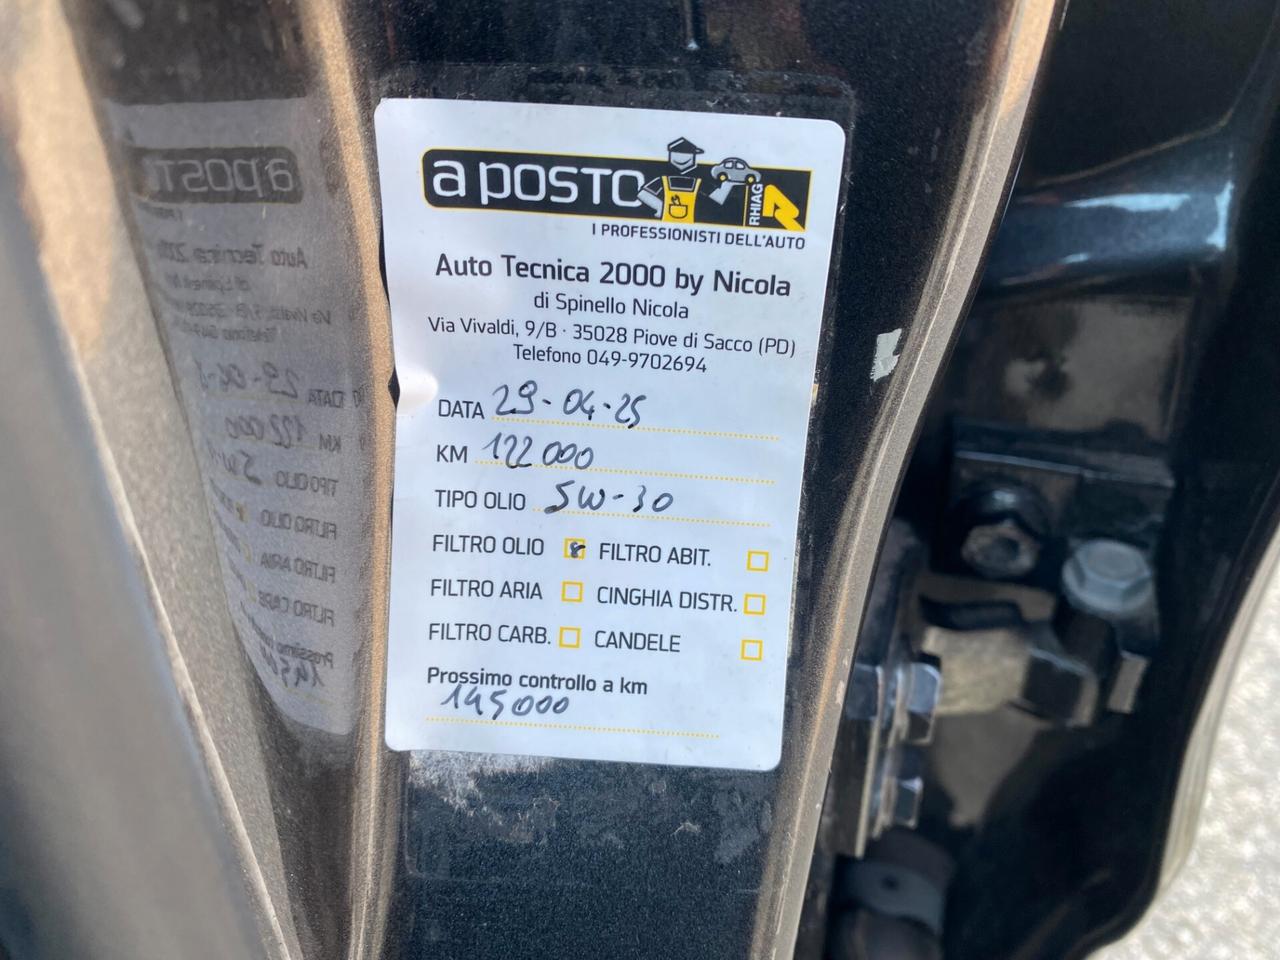 a posto
RHIAG
I PROFESSIONISTI DELL'AUTO
Auto Tecnica 2000 by Nicola
di Spinello Nicola
Via Vivaldi, 9/B · 35028 Piove di Sacco (PD)
Telefono 049-9702694
DATA 29-04-25
KM 122000
TIPO OLIO 5W-30
FILTRO OLIO FILTRO ABIT.
FILTRO ARIA CINGHIA DISTR.
FILTRO CARB. CANDELE
Prossimo controllo a km
145000